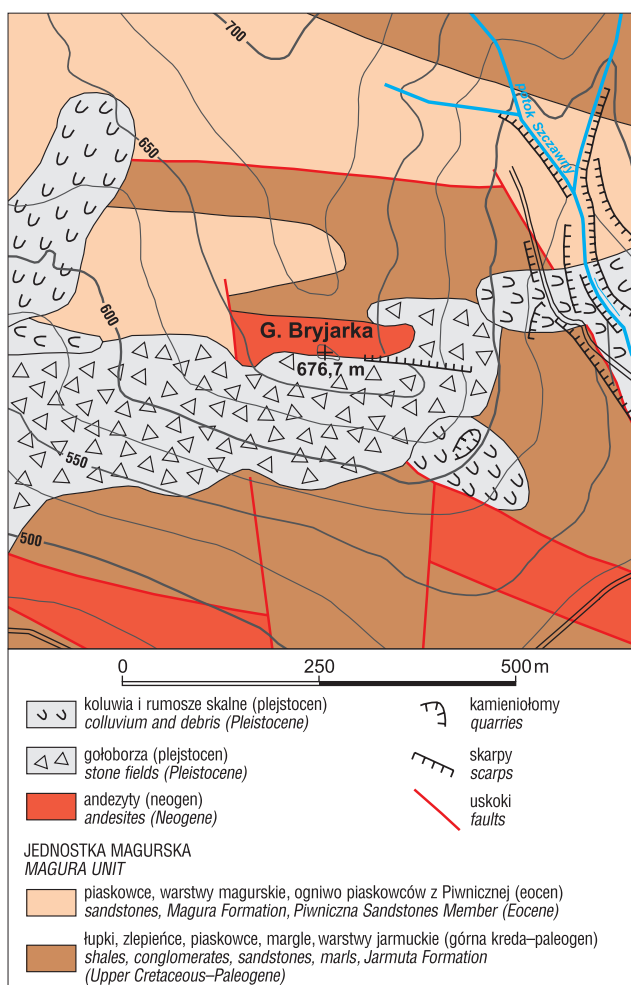 700
Potok Szczawny
650
600
G. Bryjarka
676,7 m
550
500
0 250 500 m
koluwia i rumosze skalne (plejstocen)
colluvium and debris (Pleistocene)
kamieniołomy
quarries
gołoborza (plejstocen)
stone fields (Pleistocene)
skarpy
scarps
andezyty (neogen)
andesites (Neogene)
uskoki
faults
JEDNOSTKA MAGURSKA
MAGURA UNIT
piaskowce, warstwy magurskie, ogniwo piaskowców z Piwnicznej (eocen)
sandstones, Magura Formation, Piwniczna Sandstones Member (Eocene)
łupki, zlepieńce, piaskowce, margle, warstwy jarmuckie (górna kreda–paleogen)
shales, conglomerates, sandstones, marls, Jarmuta Formation
(Upper Cretaceous–Paleogene)